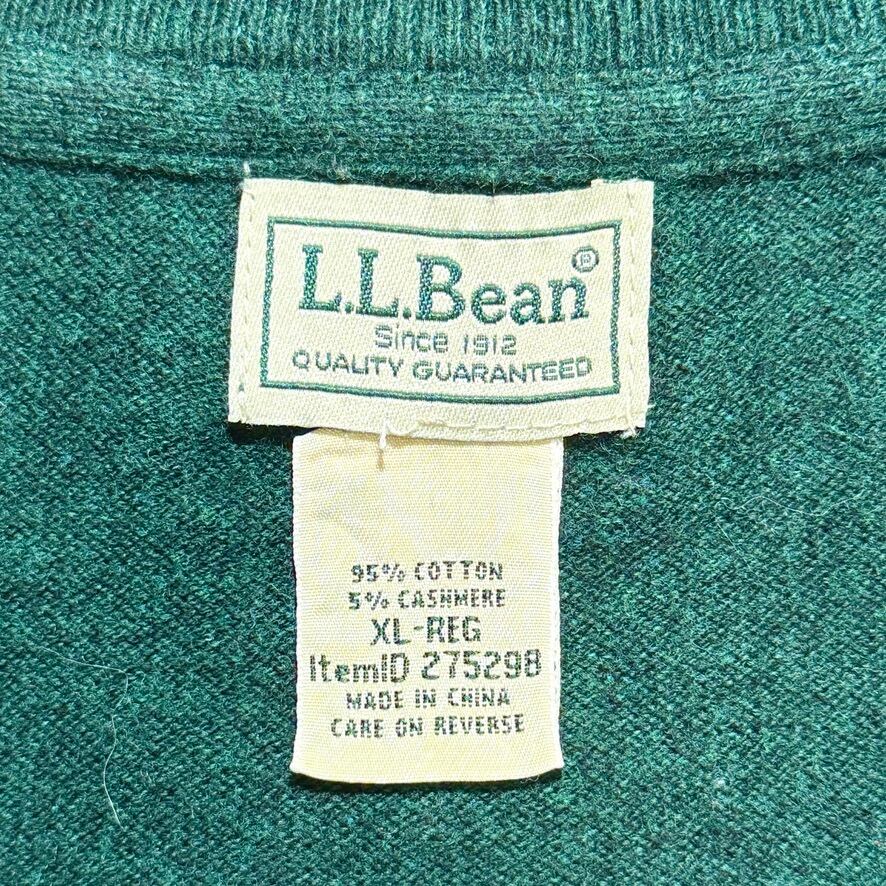 L.L.Bean®
Since 1912
QUALITY GUARANTEED
95% COTTON
5% CASHMERE
XL-REG
ItemID 275298
MADE IN CHINA
CARE ON REVERSE